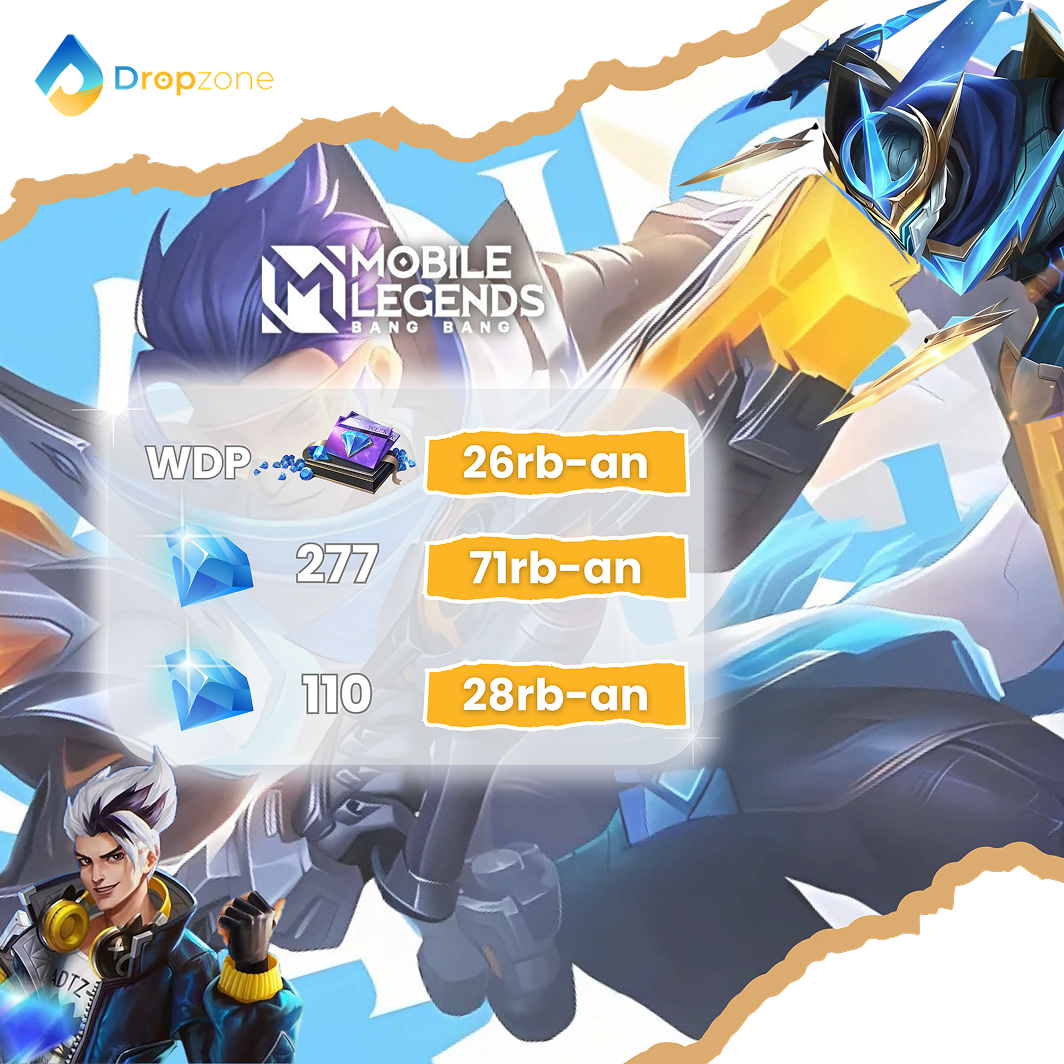 Dropzone
MOBILE
LEGENDS
BANG BANG
WDP
26rb-an
277
71rb-an
110
28rb-an